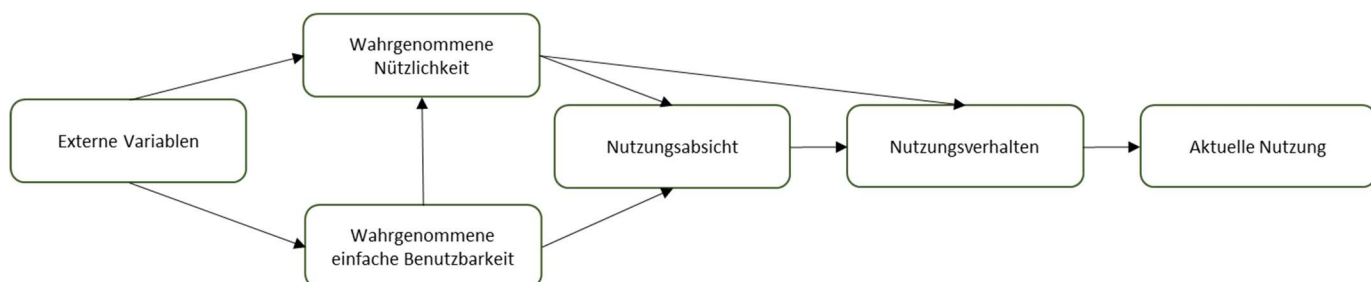 Wahrgenommene
Nützlichkeit
Externe Variablen
Nutzungsabsicht
Nutzungsverhalten
Aktuelle Nutzung
Wahrgenommene
einfache Benutzbarkeit